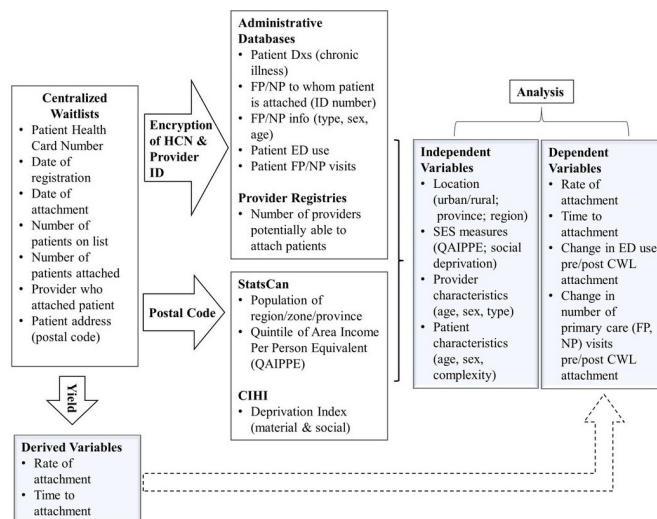 Centralized
Waitlists
• Patient Health
Card Number
• Date of
registration
• Date of
attachment
• Number of
patients on list
• Number of
patients attached
• Provider who
attached patient
• Patient address
(postal code)
Encryption
of HCN &
Provider
ID
Postal Code
Yield
Derived Variables
• Rate of
attachment
• Time to
attachment
Administrative
Databases
• Patient Dxs (chronic
illness)
• FP/NP to whom patient
is attached (ID number)
• FP/NP info (type, sex,
age)
• Patient ED use
• Patient FP/NP visits
Provider Registries
• Number of providers
potentially able to
attach patients
StatsCan
• Population of
region/zone/province
• Quintile of Area Income
Per Person Equivalent
(QAIPPE)
CIHI
• Deprivation Index
(material & social)
Analysis
Independent
Variables
• Location
(urban/rural;
province; region)
• SES measures
(QAIPPE; social
deprivation)
• Provider
characteristics
(age, sex, type)
• Patient
characteristics
(age, sex,
complexity)
Dependent
Variables
• Rate of
attachment
• Time to
attachment
• Change in ED use
pre/post CWL
attachment
• Change in
number of
primary care (FP,
NP) visits
pre/post CWL
attachment